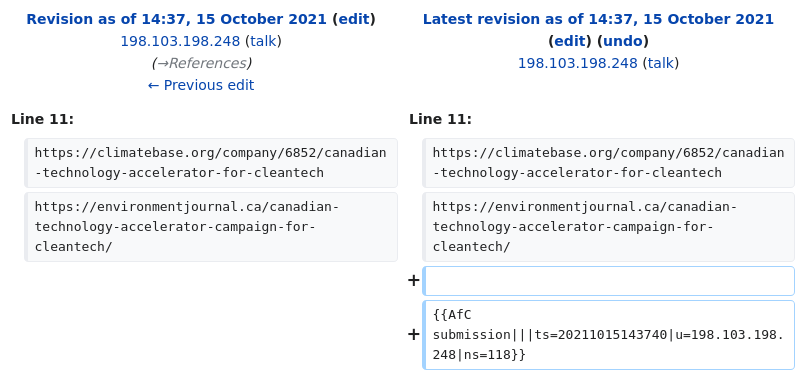 Revision as of 14:37, 15 October 2021 (edit)
198.103.198.248 (talk)
(→References)
← Previous edit
Latest revision as of 14:37, 15 October 2021
(edit) (undo)
198.103.198.248 (talk)
Line 11:
Line 11:
https://climatebase.org/company/6852/canadian
-technology-accelerator-for-cleantech
https://climatebase.org/company/6852/canadian
-technology-accelerator-for-cleantech
https://environmentjournal.ca/canadian-
technology-accelerator-campaign-for-
cleantech/
https://environmentjournal.ca/canadian-
technology-accelerator-campaign-for-
cleantech/
+
+
{{AfC
submission|||ts=20211015143740|u=198.103.198.
248|ns=118}}